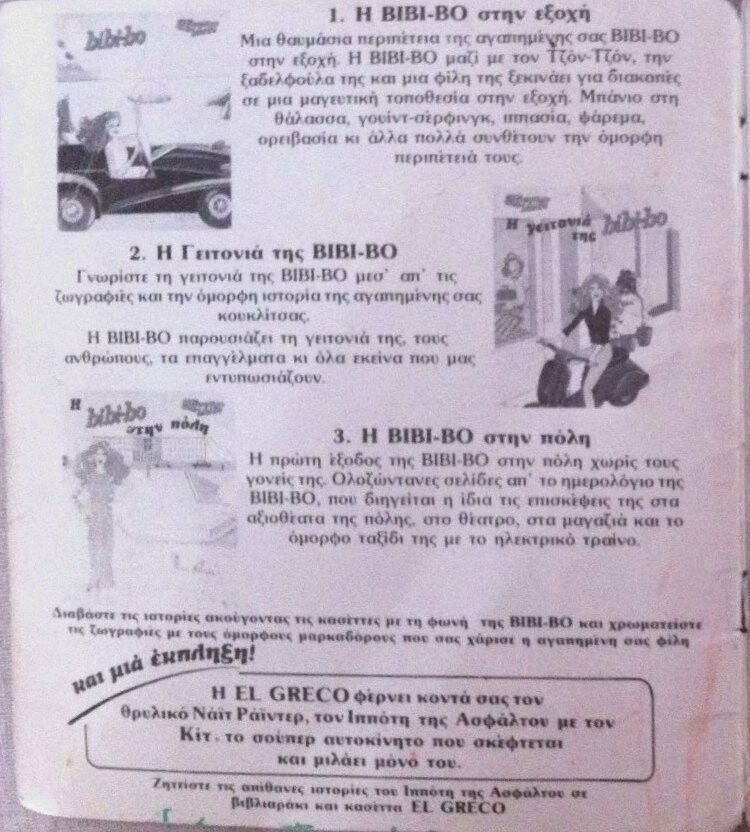 bibi-bo
1. Η BIBI-BO στην εξοχή
Μια θαυμάσια περιπέτεια της αγαπημένης σας BIBI-BO
στην εξοχή. Η BIBI-BO μαζί με τον Τζόν-Τζόν, την
ξαδελφούλα της και μια φίλη της ξεκινάει για διακοπές
σε μια μαγευτική τοποθεσία στην εξοχή. Μπάνιο στη
θάλασσα, γουίντ-σέρφινγκ, ιππασία, ψάρεμα,
ορειβασία κι άλλα πολλά συνθέτουν την όμορφη
περιπέτειά τους.
Η γειτονιά
της bibi-bo
2. Η Γειτονιά της BIBI-BO
Γνωρίστε τη γειτονιά της BIBI-BO μεσ' απ' τις
ζωγραφιές και την όμορφη ιστορία της αγαπημένης σας
κουκλίτσας.
Η BIBI-BO παρουσιάζει τη γειτονιά της, τους
ανθρώπους, τα επαγγέλματα κι όλα εκείνα που μας
εντυπωσιάζουν.
Η
bibi-bo
στην πόλη
3. Η BIBI-BO στην πόλη
Η πρώτη έξοδος της BIBI-BO στην πόλη χωρίς τους
γονείς της. Ολοζώντανες σελίδες απ' το ημερολόγιο της
BIBI-BO, που διηγείται η ίδια τις επισκέψεις της στα
αξιοθέατα της πόλης, στο θέατρο, στα μαγαζιά και το
όμορφο ταξίδι της με το ηλεκτρικό τραίνο.
Διαβάστε τις ιστορίες ακούγοντας τις κασέττες με τη φωνή της BIBI-BO και χρωματείστε
τις ζωγραφιές με τους όμορφους μαρκαδόρους που σας χάρισε η αγαπημένη σας φίλη
και μιά έκπληξη!
Η EL GRECO φέρνει κοντά σας τον
θρυλικό Νάϊτ Ράϊντερ, τον Ιππότη της Ασφάλτου με τον
Κίτ, το σούπερ αυτοκίνητο που σκέφτεται
και μιλάει μόνο του.
Ζητείστε τις απίθανες ιστορίες του Ιππότη της Ασφάλτου σε
βιβλιαράκι και κασέττα EL GRECO